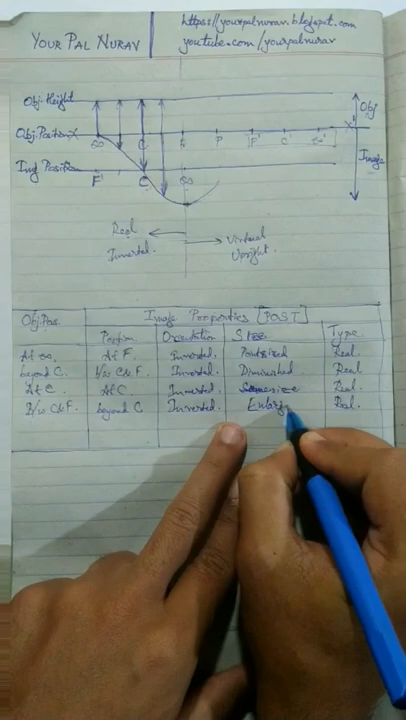 YOUR PAL NURAV
https://yourpalnurav.blogspot.com
youtube.com/yourpalnurav
Obj. Height
Obj. Position
∞ C P F' C' ∞'
X'
Obj
Img Position
F' C ∞
Image
Real
Inverted.
Virtual
Upright.
Obj. Pos. Image Properties [POST]
Position Orientation Size Type
At ∞. At F. Inverted. Pointsized Real.
beyond C. b/w C & F. Inverted. Diminished Real
At C At C Inverted. Samesize Real.
B/w C & F. beyond C Inverted. Enlarg Real.